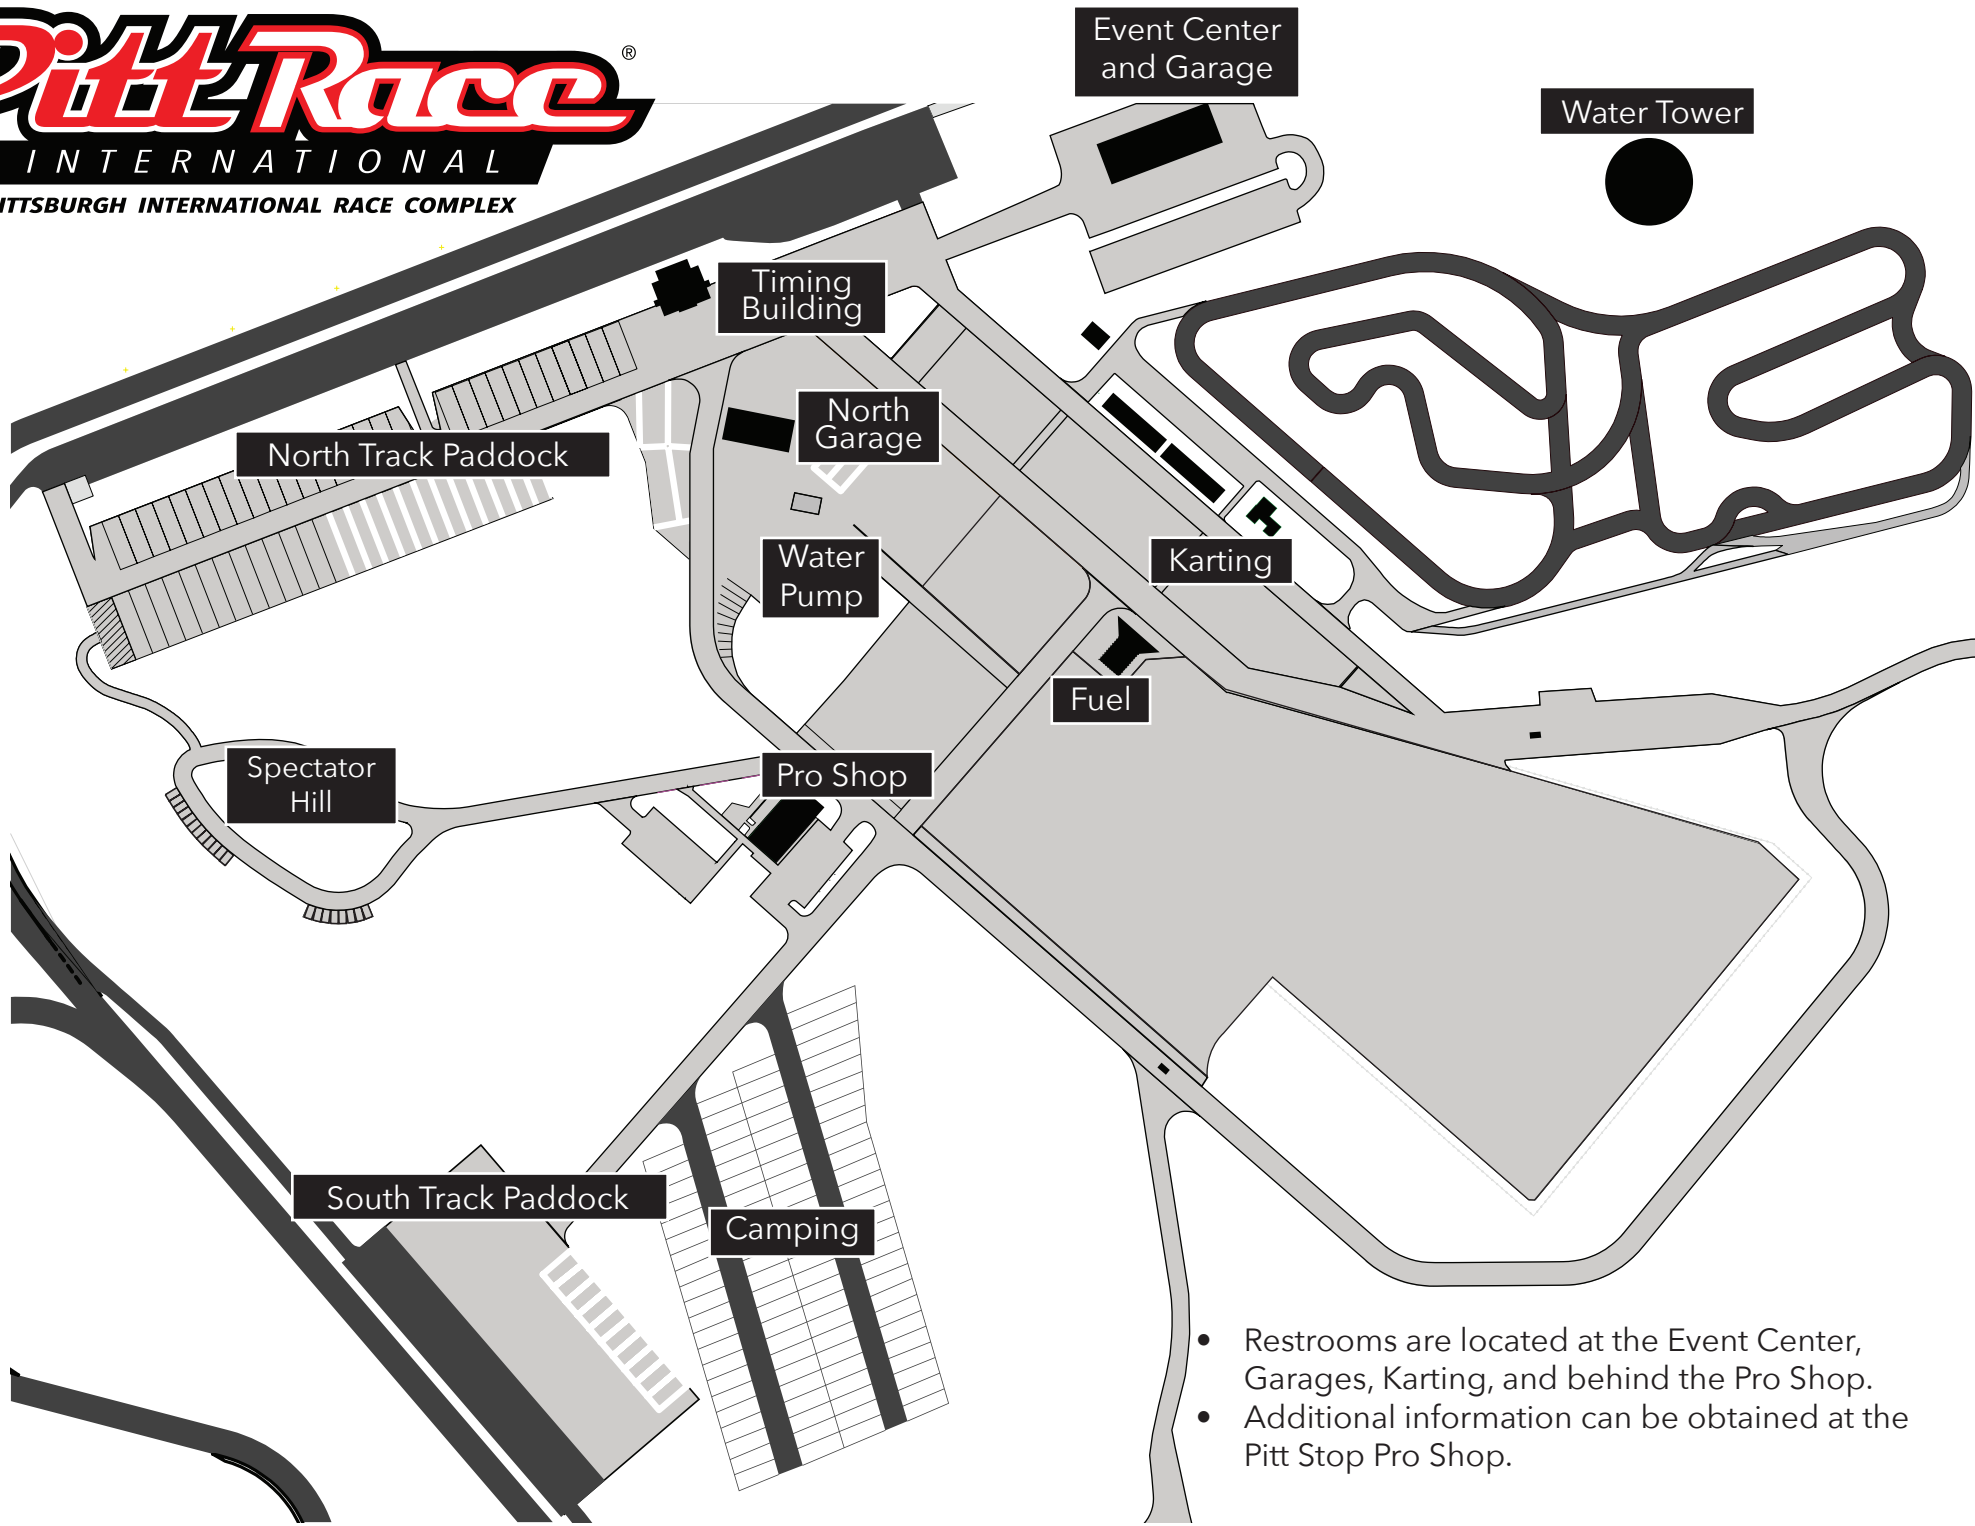 Pitt Race ®
INTERNATIONAL
ITTSBURGH INTERNATIONAL RACE COMPLEX
Event Center
and Garage
Water Tower
Timing
Building
North
Garage
North Track Paddock
Water
Pump
Karting
Fuel
Spectator
Hill
Pro Shop
South Track Paddock
Camping
• Restrooms are located at the Event Center,
Garages, Karting, and behind the Pro Shop.
• Additional information can be obtained at the
Pitt Stop Pro Shop.